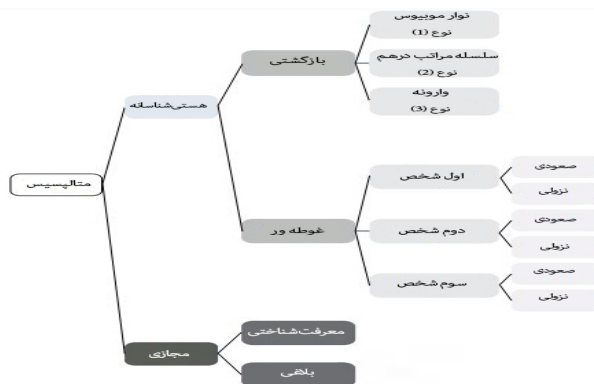 متالپسیس
هستی‌شناسانه
بازگشتی
نوار موبیوس
نوع (1)
سلسله مراتب درهم
نوع (2)
وارونه
نوع (3)
غوطه ور
اول شخص
صعودی
نزولی
دوم شخص
صعودی
نزولی
سوم شخص
صعودی
نزولی
مجازی
معرفت‌شناختی
بلاغی